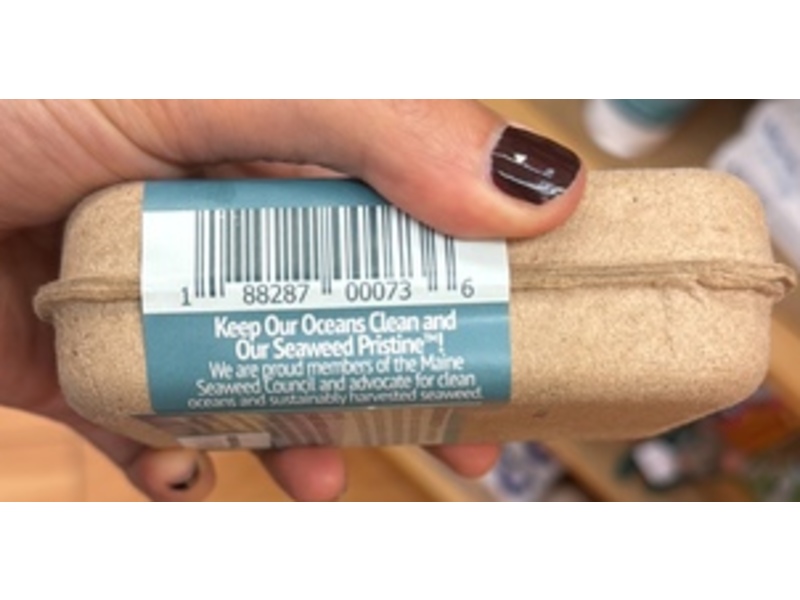 1 88287 00073 6
Keep Our Oceans Clean and
Our Seaweed Pristine™!
We are proud members of the Maine
Seaweed Council and advocate for clean
oceans and sustainably harvested seaweed.